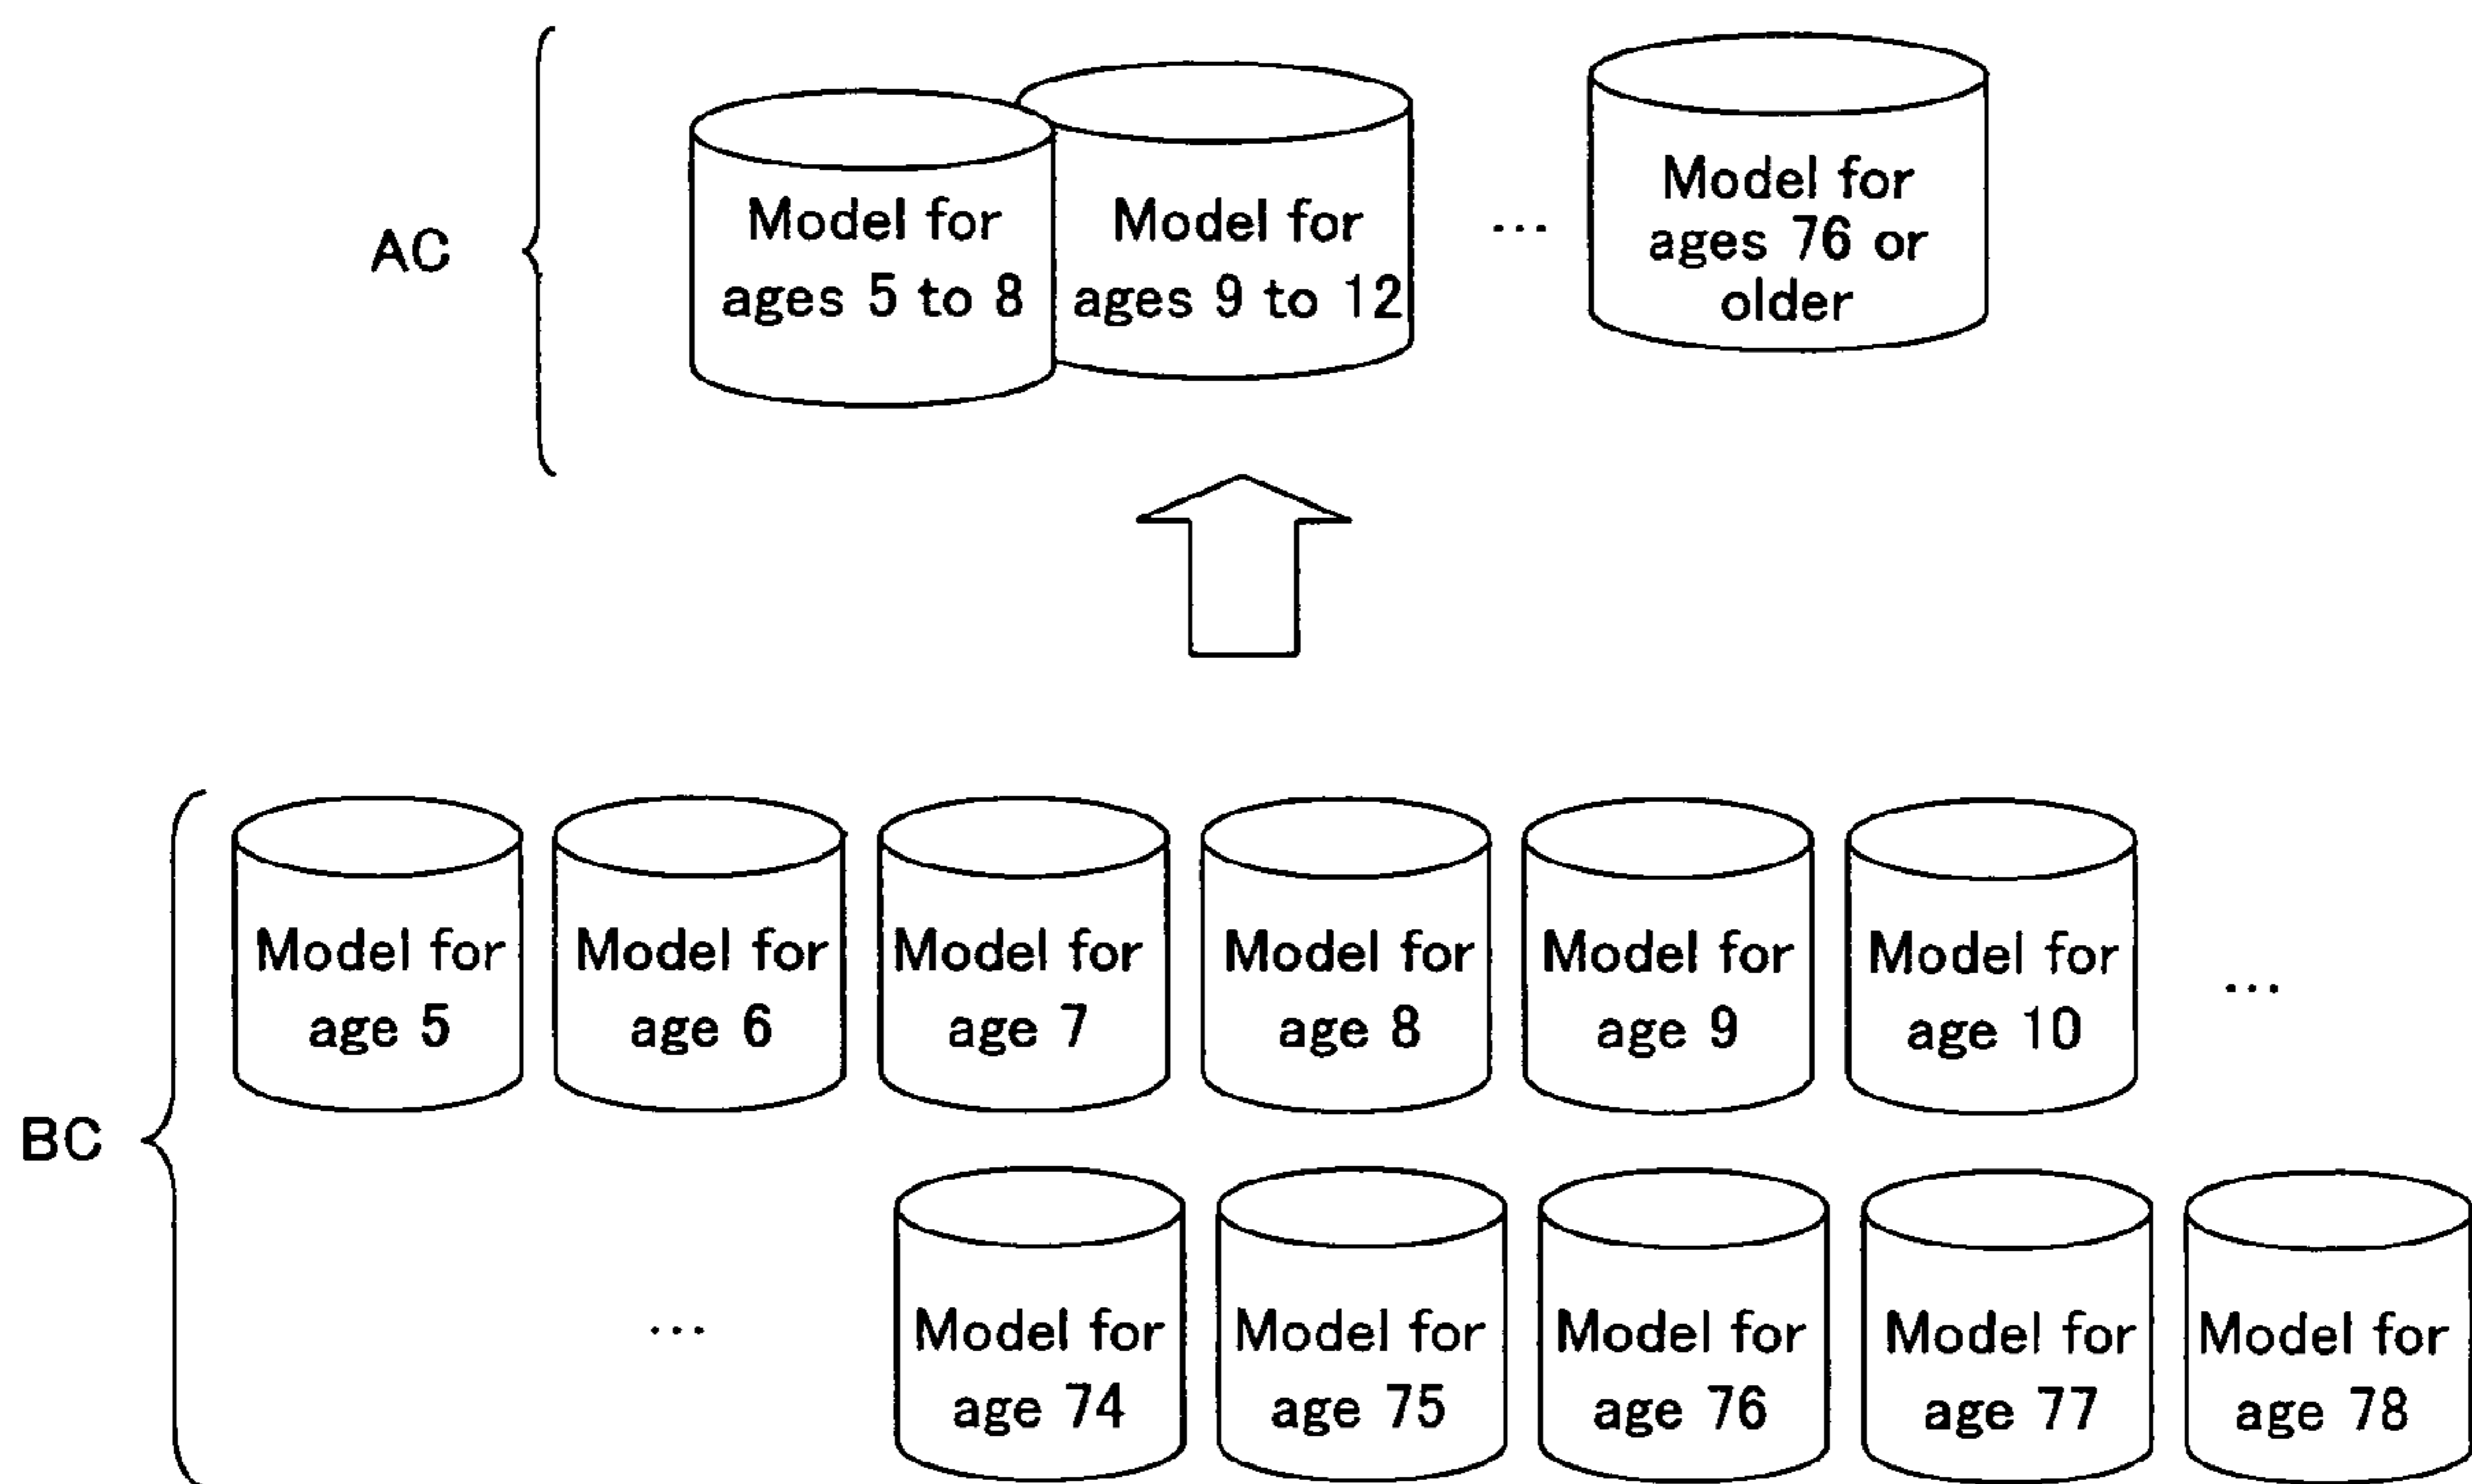 AC
Model for
ages 5 to 8
Model for
ages 9 to 12
...
Model for
ages 76 or
older
BC
Model for
age 5
Model for
age 6
Model for
age 7
Model for
age 8
Model for
age 9
Model for
age 10
...
...
Model for
age 74
Model for
age 75
Model for
age 76
Model for
age 77
Model for
age 78